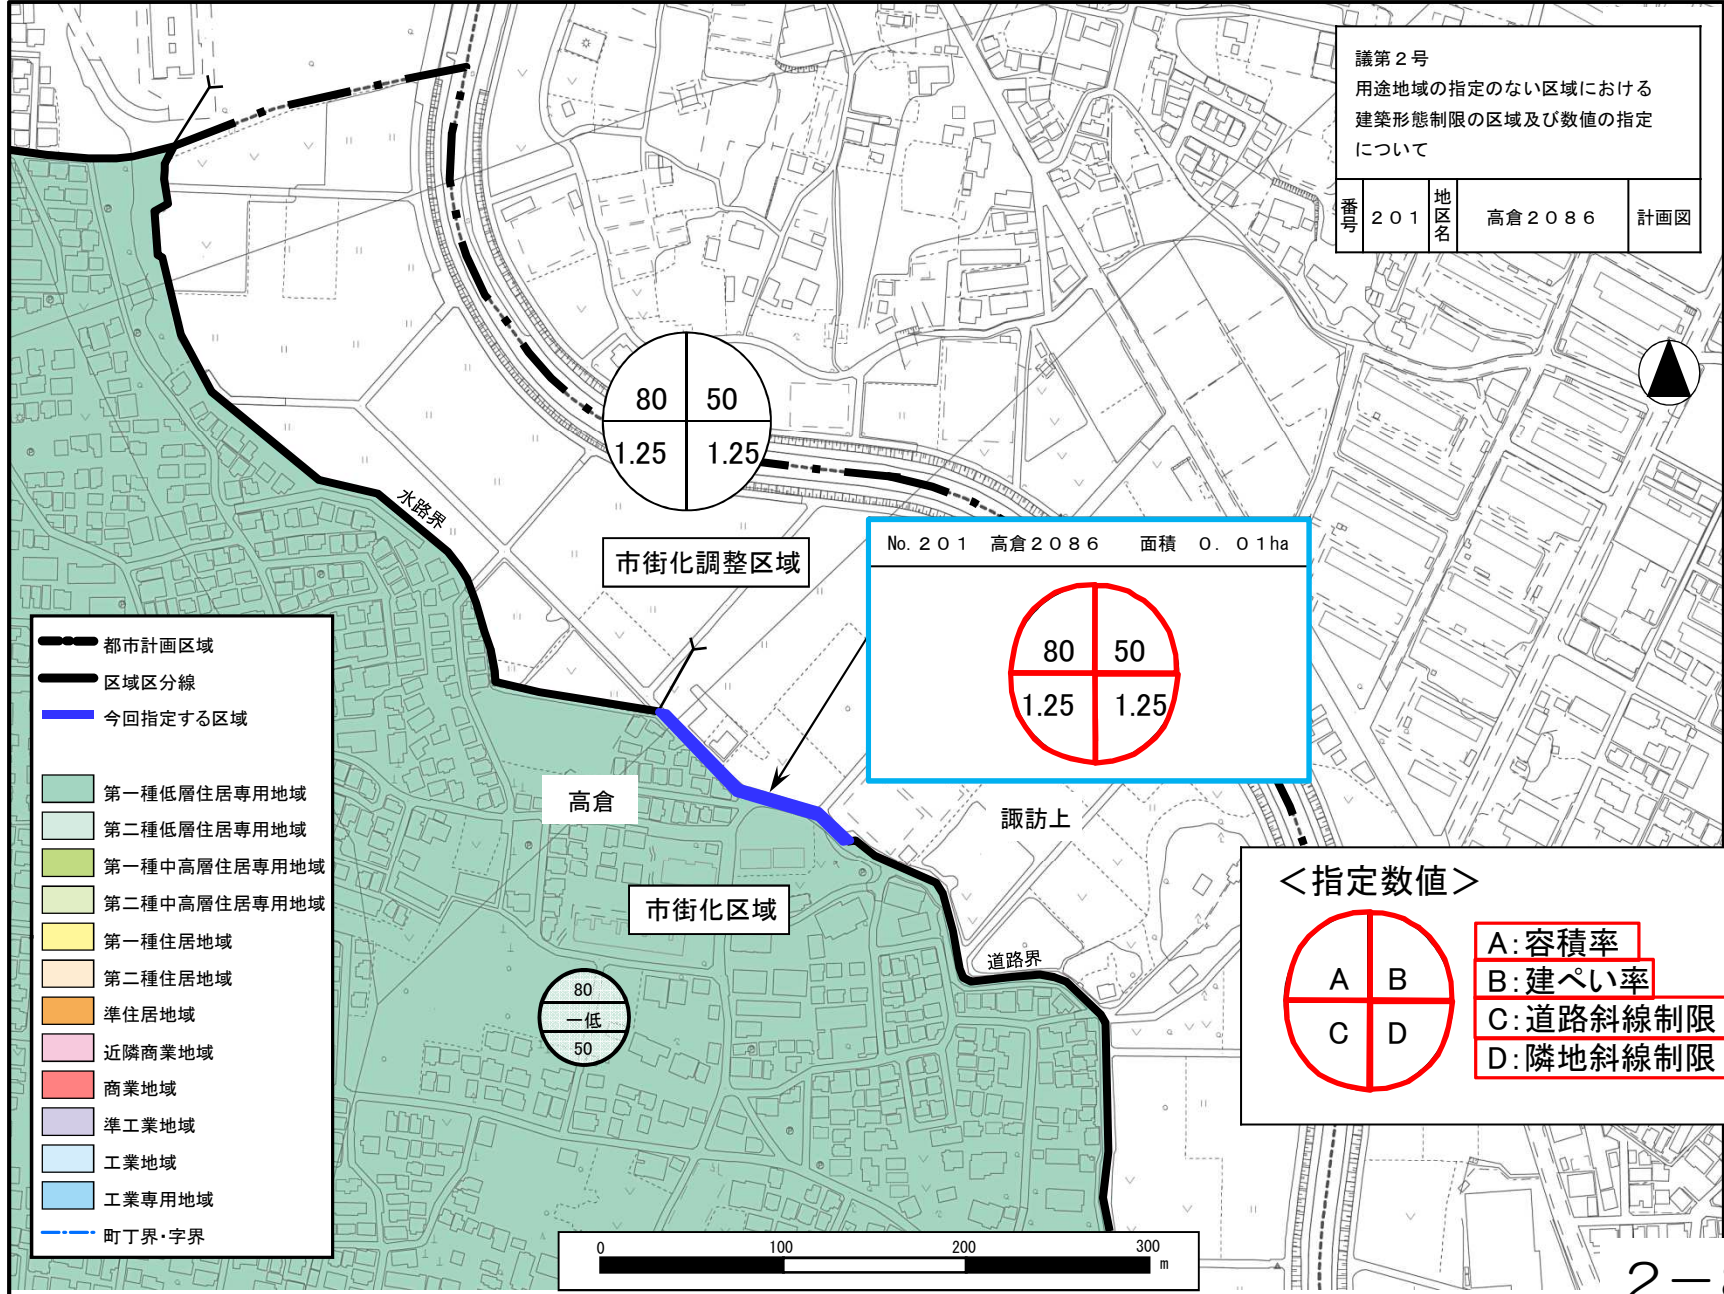 議第２号
用途地域の指定のない区域における
建築形態制限の区域及び数値の指定
について
番号 ２０１ 地区名 高倉２０８６ 計画図
80 50
1.25 1.25
水路界
市街化調整区域
No.２０１ 高倉２０８６ 面積 ０．０１ha
80 50
1.25 1.25
都市計画区域
区域区分線
今回指定する区域
第一種低層住居専用地域
第二種低層住居専用地域
第一種中高層住居専用地域
第二種中高層住居専用地域
第一種住居地域
第二種住居地域
準住居地域
近隣商業地域
商業地域
準工業地域
工業地域
工業専用地域
町丁界・字界
高倉
諏訪上
市街化区域
道路界
80
一低
50
＜指定数値＞
A B
C D
A:容積率
B:建ぺい率
C:道路斜線制限
D:隣地斜線制限
0 100 200 300
m
２－